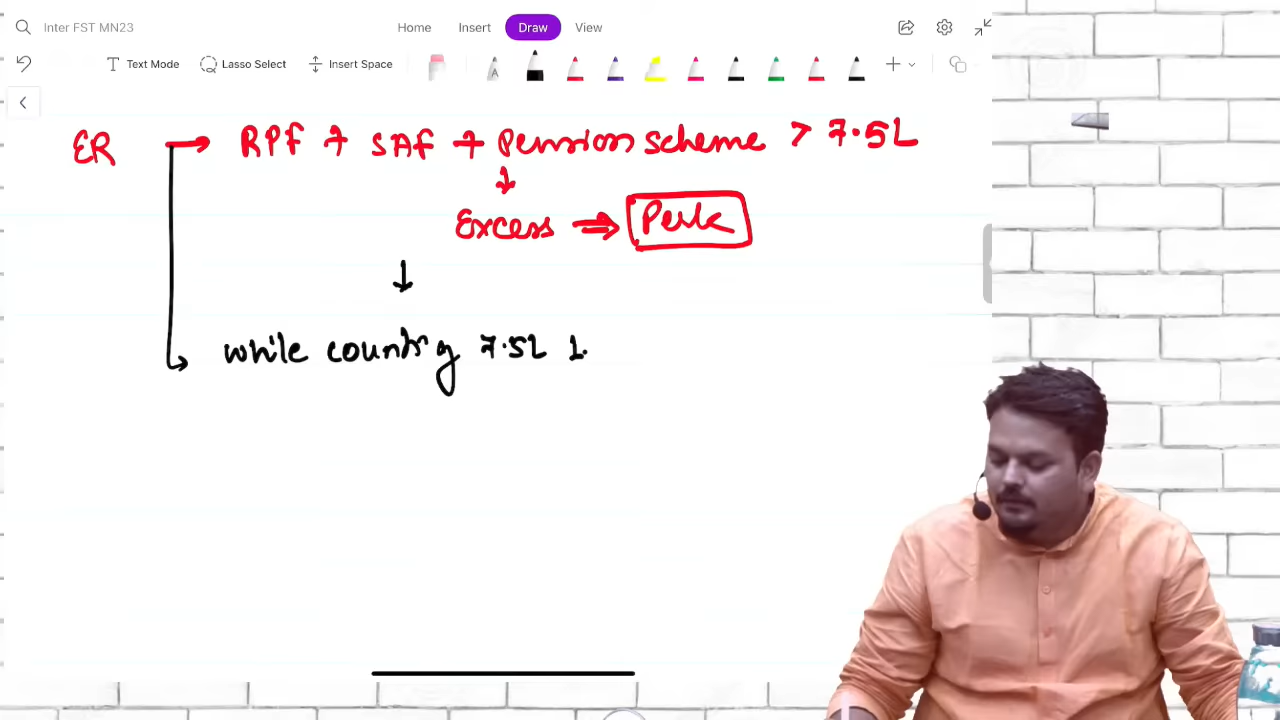 Inter FST MN23
Home Insert Draw View
Text Mode Lasso Select Insert Space
ER → RPF + SAF + Pension scheme > 7.5L
↓
Excess ⇒ Perk
↓
while counting 7.5L 1.